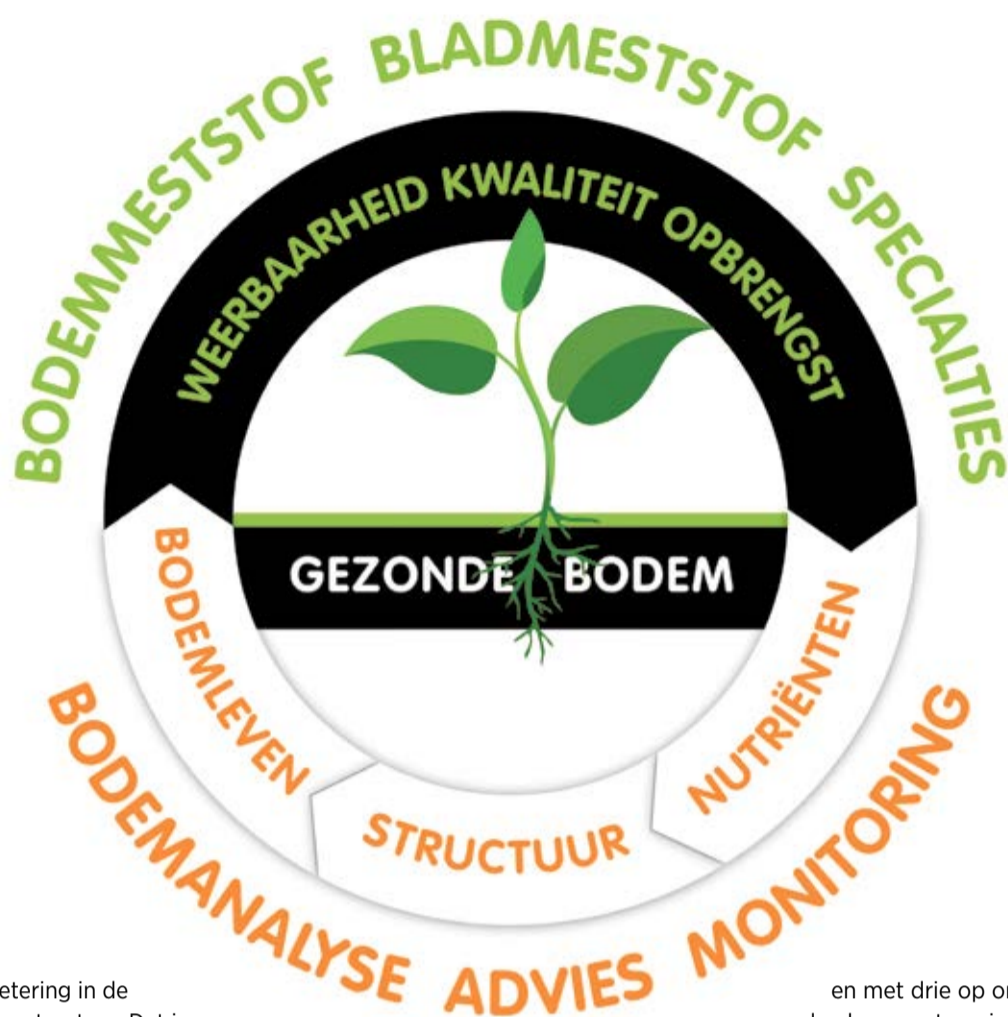 BODEMMESTSTOF BLADMESTSTOF SPECIALTIES
WEERBAARHEID KWALITEIT OPBRENGST
GEZONDE BODEM
BODEMLEVEN
STRUCTUUR
NUTRIËNTEN
BODEMANALYSE ADVIES MONITORING
etering in de
en met drie op